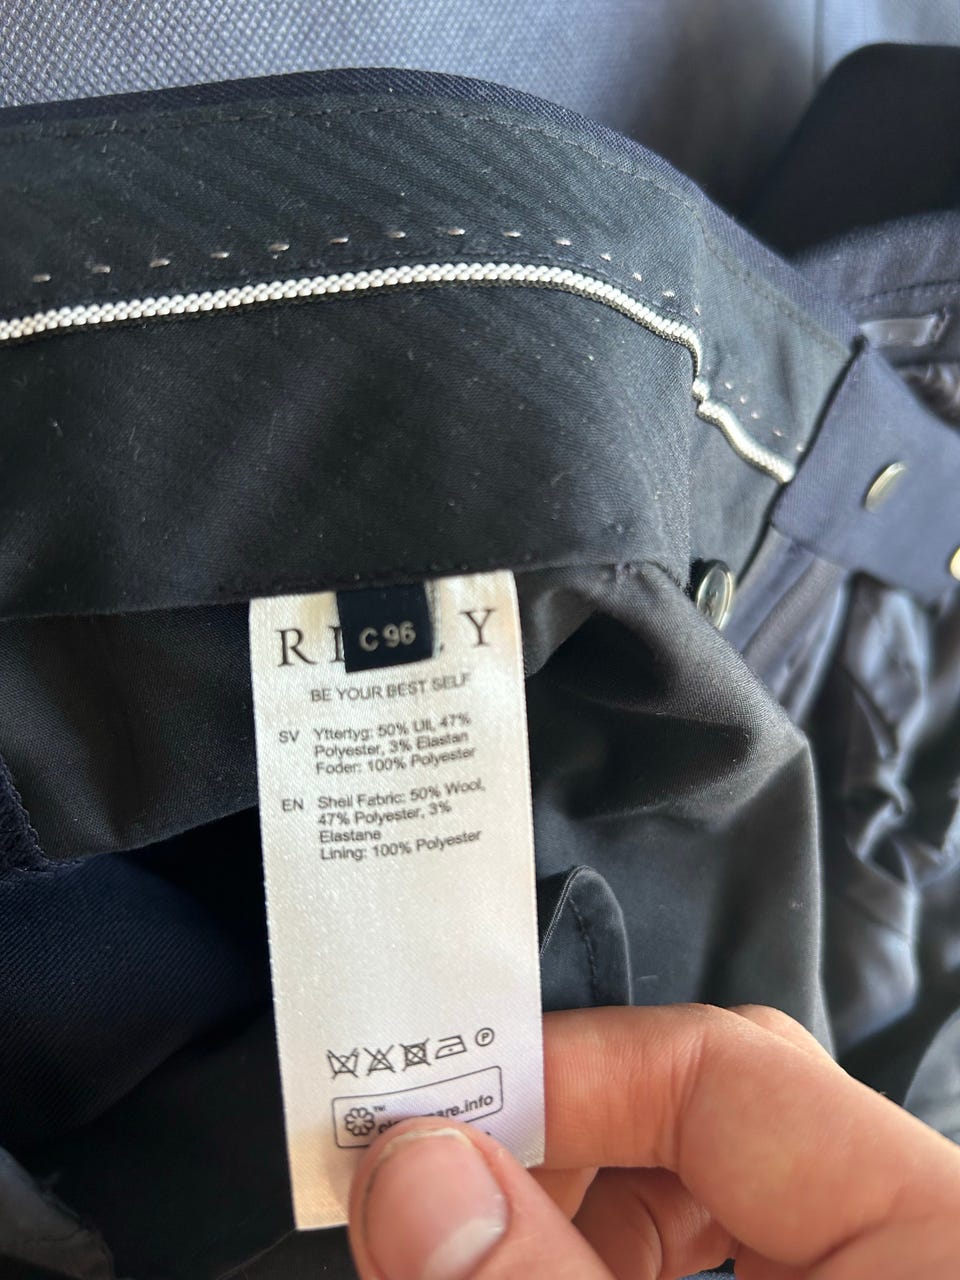 C 96
BE YOUR BEST SELF
SV Yttertyg: 50% Ull, 47%
Polyester, 3% Elastan
Foder: 100% Polyester
EN Shell Fabric: 50% Wool,
47% Polyester, 3%
Elastane
Lining: 100% Polyester
P
TM